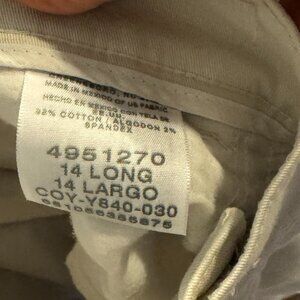 MADE IN MEXICO OF US FABRIC
HECHO EN MEXICO CON TELA DE
98% COTTON / ALGODON 2%
SPANDEX
4951270
14 LONG
14 LARGO
COY-Y840-030